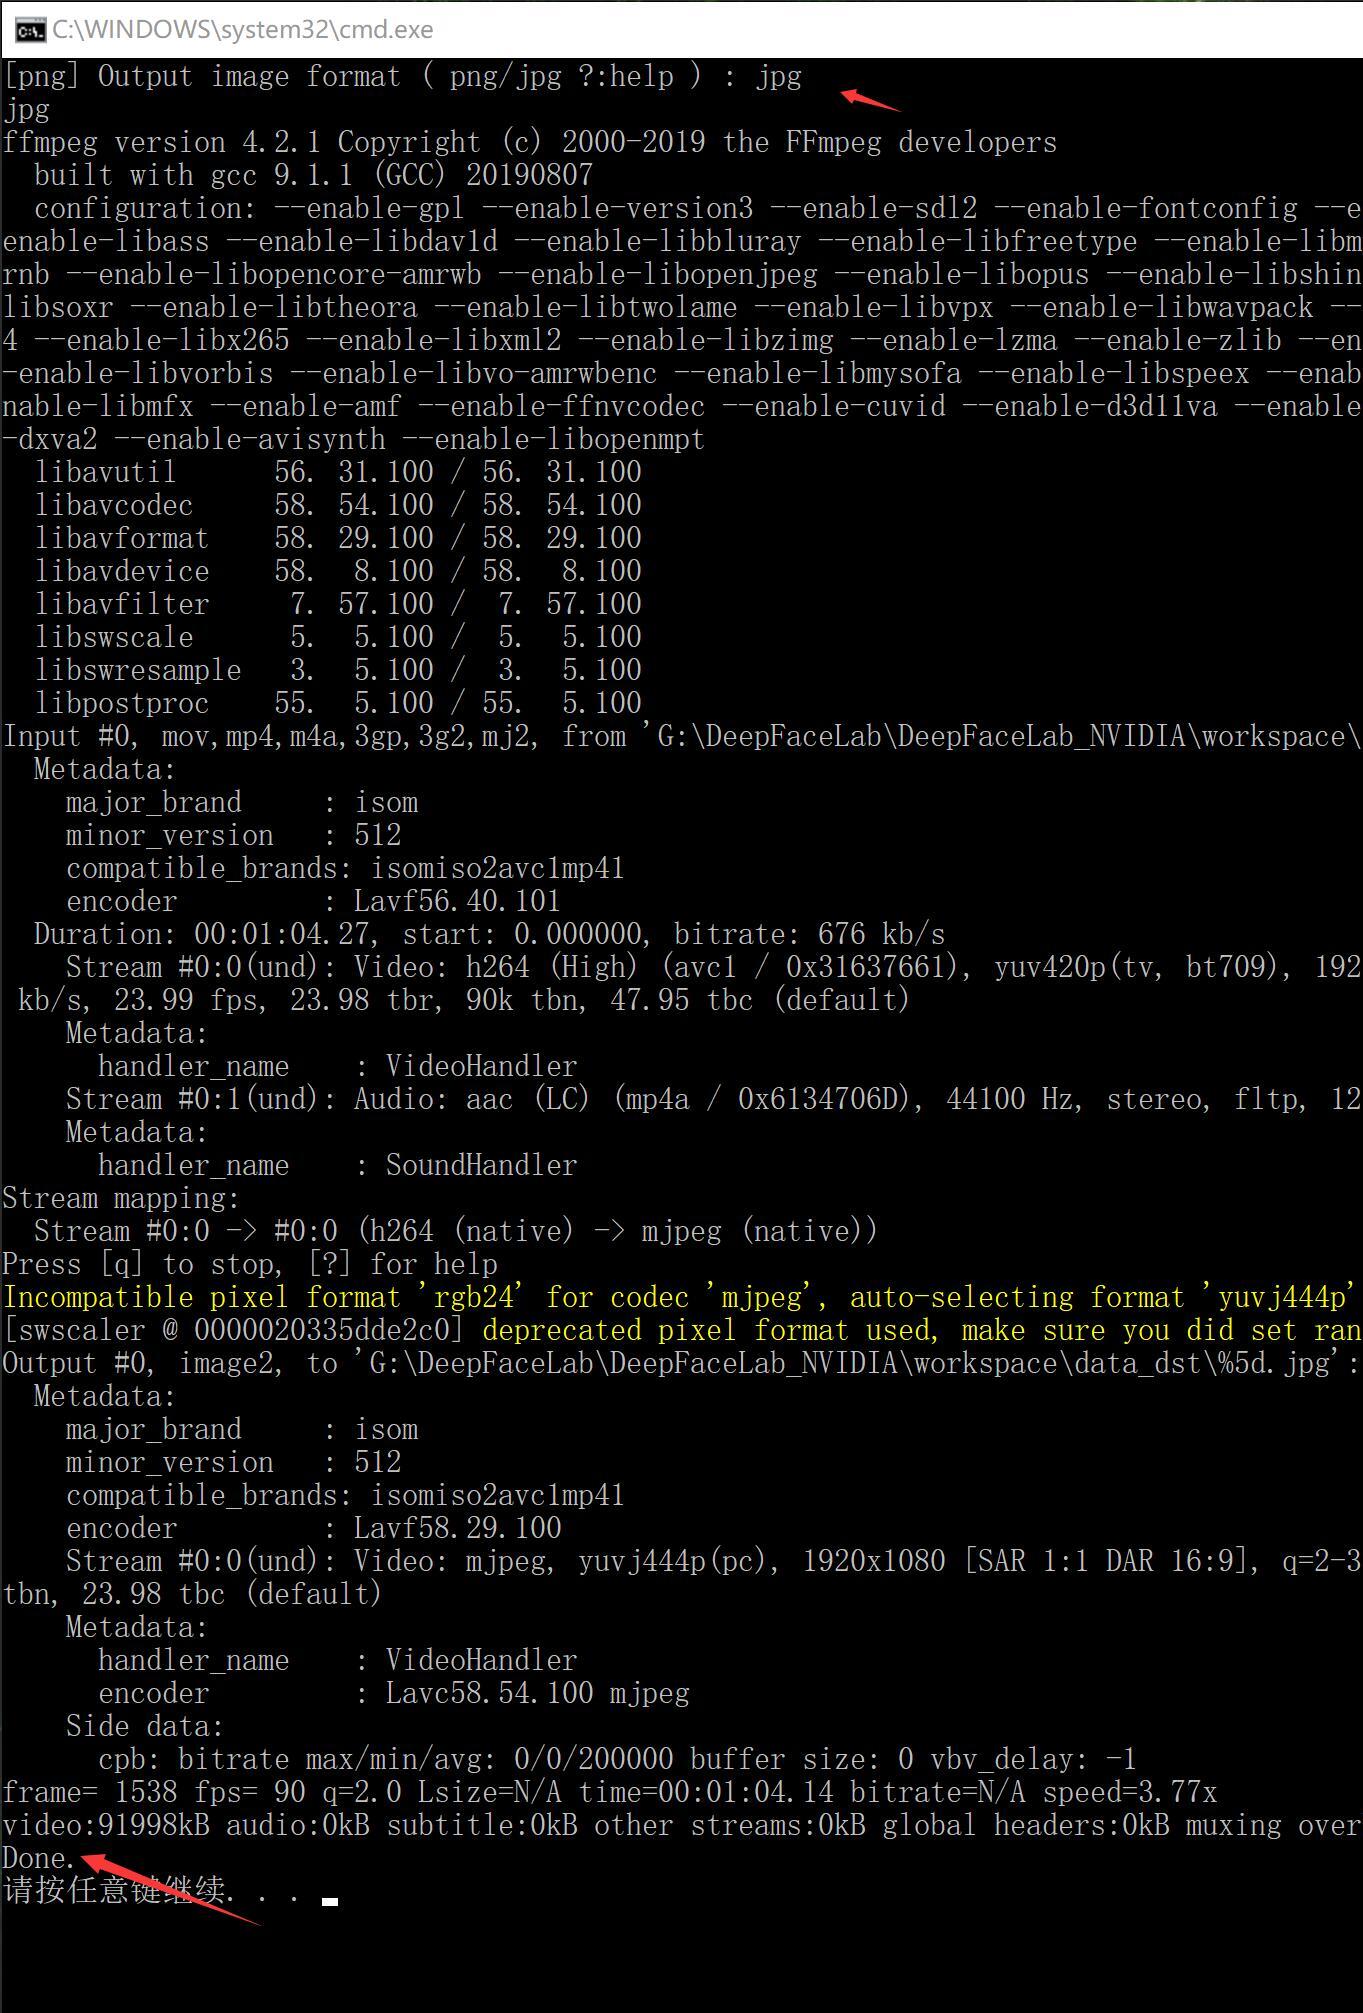 C:\WINDOWS\system32\cmd.exe
[png] Output image format ( png/jpg ?:help ) : jpg
jpg
ffmpeg version 4.2.1 Copyright (c) 2000-2019 the FFmpeg developers
  built with gcc 9.1.1 (GCC) 20190807
  configuration: --enable-gpl --enable-version3 --enable-sdl2 --enable-fontconfig --e
enable-libass --enable-libdav1d --enable-libbluray --enable-libfreetype --enable-libm
rnb --enable-libopencore-amrwb --enable-libopenjpeg --enable-libopus --enable-libshin
libsoxr --enable-libtheora --enable-libtwolame --enable-libvpx --enable-libwavpack --
4 --enable-libx265 --enable-libxml2 --enable-libzimg --enable-lzma --enable-zlib --en
-enable-libvorbis --enable-libvo-amrwbenc --enable-libmysofa --enable-libspeex --enab
nable-libmfx --enable-amf --enable-ffnvcodec --enable-cuvid --enable-d3d11va --enable
-dxva2 --enable-avisynth --enable-libopenmpt
  libavutil      56. 31.100 / 56. 31.100
  libavcodec     58. 54.100 / 58. 54.100
  libavformat    58. 29.100 / 58. 29.100
  libavdevice    58.  8.100 / 58.  8.100
  libavfilter     7. 57.100 /  7. 57.100
  libswscale      5.  5.100 /  5.  5.100
  libswresample   3.  5.100 /  3.  5.100
  libpostproc    55.  5.100 / 55.  5.100
Input #0, mov,mp4,m4a,3gp,3g2,mj2, from 'G:\DeepFaceLab\DeepFaceLab_NVIDIA\workspace\
  Metadata:
    major_brand     : isom
    minor_version   : 512
    compatible_brands: isomiso2avc1mp41
    encoder         : Lavf56.40.101
  Duration: 00:01:04.27, start: 0.000000, bitrate: 676 kb/s
    Stream #0:0(und): Video: h264 (High) (avc1 / 0x31637661), yuv420p(tv, bt709), 192
 kb/s, 23.99 fps, 23.98 tbr, 90k tbn, 47.95 tbc (default)
    Metadata:
      handler_name    : VideoHandler
    Stream #0:1(und): Audio: aac (LC) (mp4a / 0x6134706D), 44100 Hz, stereo, fltp, 12
    Metadata:
      handler_name    : SoundHandler
Stream mapping:
  Stream #0:0 -> #0:0 (h264 (native) -> mjpeg (native))
Press [q] to stop, [?] for help
Incompatible pixel format 'rgb24' for codec 'mjpeg', auto-selecting format 'yuvj444p'
[swscaler @ 0000020335dde2c0] deprecated pixel format used, make sure you did set ran
Output #0, image2, to 'G:\DeepFaceLab\DeepFaceLab_NVIDIA\workspace\data_dst\%5d.jpg':
  Metadata:
    major_brand     : isom
    minor_version   : 512
    compatible_brands: isomiso2avc1mp41
    encoder         : Lavf58.29.100
    Stream #0:0(und): Video: mjpeg, yuvj444p(pc), 1920x1080 [SAR 1:1 DAR 16:9], q=2-3
tbn, 23.98 tbc (default)
    Metadata:
      handler_name    : VideoHandler
      encoder         : Lavc58.54.100 mjpeg
    Side data:
      cpb: bitrate max/min/avg: 0/0/200000 buffer size: 0 vbv_delay: -1
frame= 1538 fps= 90 q=2.0 Lsize=N/A time=00:01:04.14 bitrate=N/A speed=3.77x
video:91998kB audio:0kB subtitle:0kB other streams:0kB global headers:0kB muxing over
Done.
请按任意键继续. . .